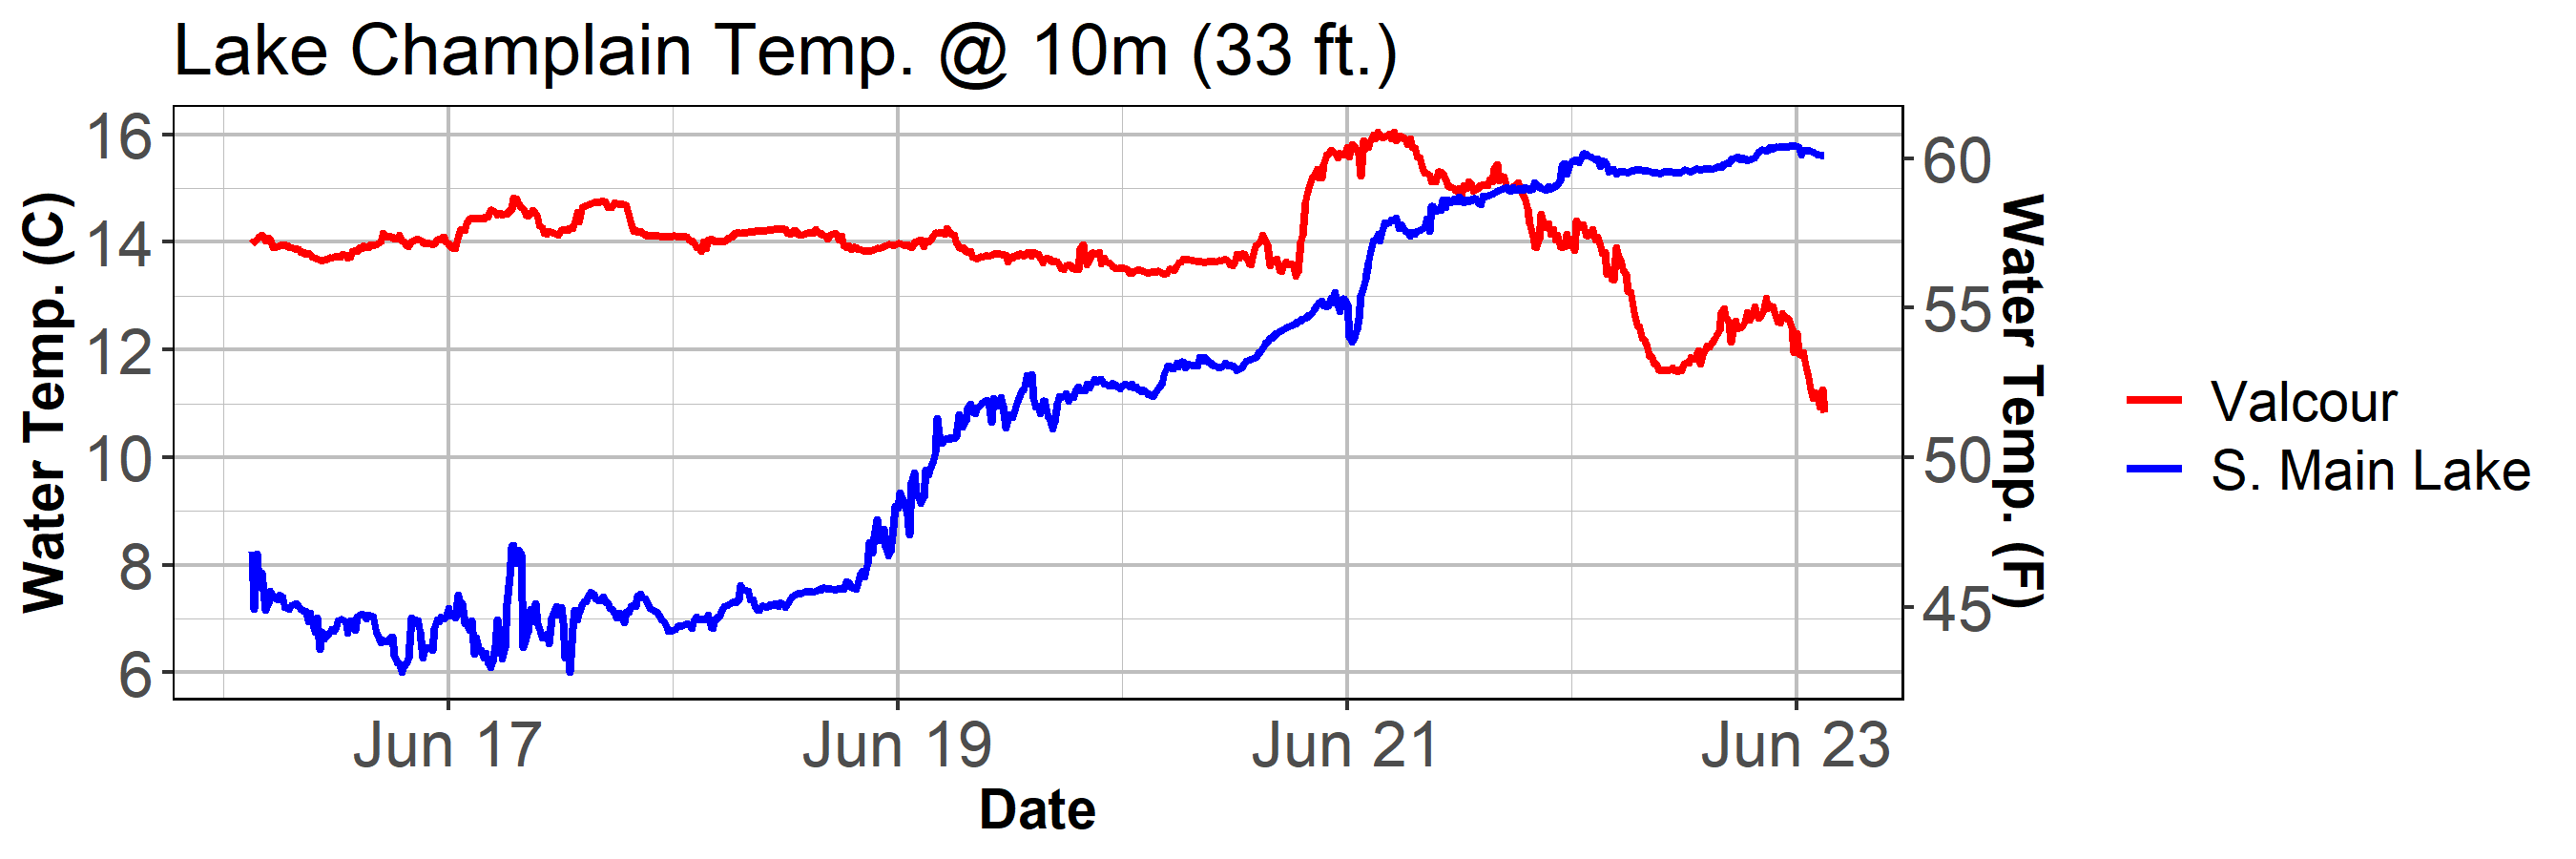 Lake Champlain Temp. @ 10m (33 ft.)
Water Temp. (C)
16
14
12
10
8
6
60
55
50
45
Water Temp. (F)
Jun 17
Jun 19
Jun 21
Jun 23
Date
Valcour
S. Main Lake